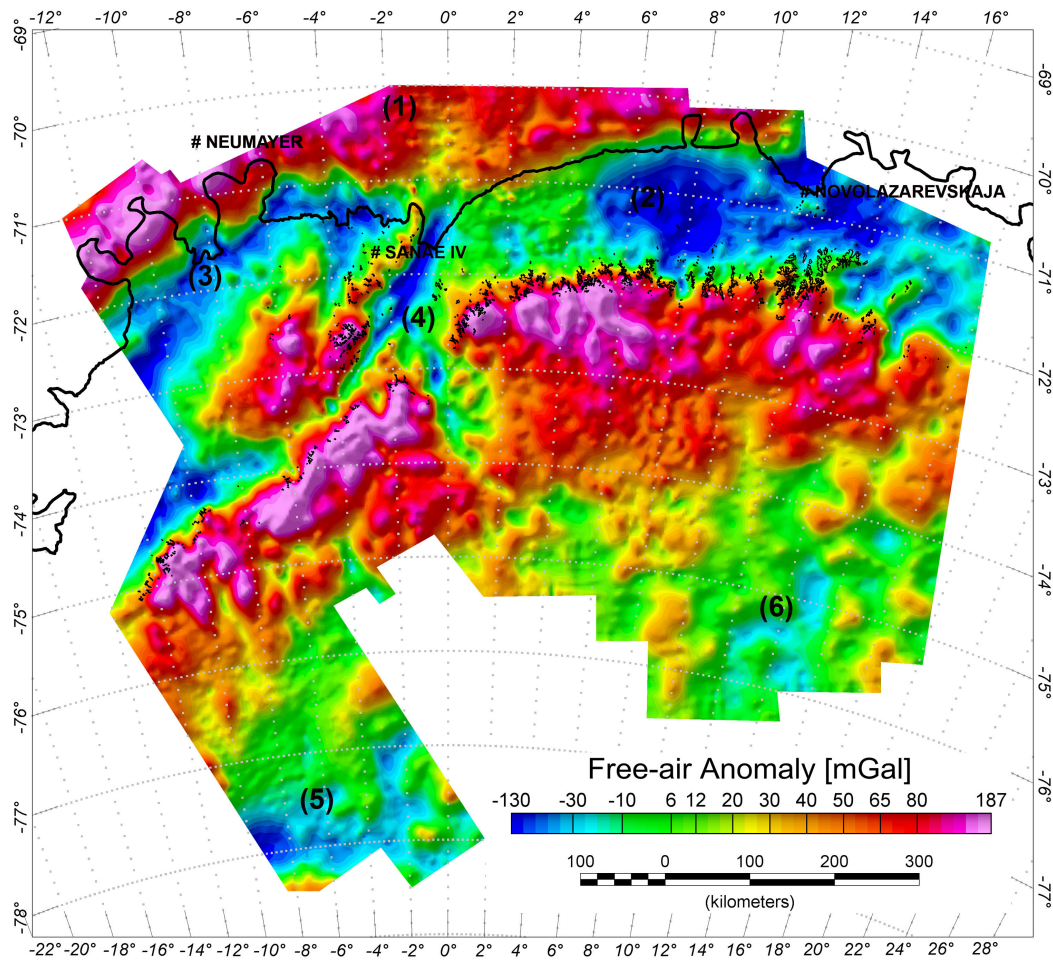 -12° -10° -8° -6° -4° -2° 0° 2° 4° 6° 8° 10° 12° 14° 16°
-69°
-69°
(1)
-70°
# NEUMAYER
-70°
# NOVOLAZAREVSKAJA
(2)
-71°
# SANAE IV
-71°
(3)
(4)
-72°
-72°
-73°
-73°
-74°
-74°
(6)
-75°
-75°
-76°
Free-air Anomaly [mGal]
-76°
-130 -30 -10 6 12 20 30 40 50 65 80 187
(5)
-77°
100 0 100 200 300
-77°
(kilometers)
-78°
-22° -20° -18° -16° -14° -12° -10° -8° -6° -4° -2° 0° 2° 4° 6° 8° 10° 12° 14° 16° 18° 20° 22° 24° 26° 28°